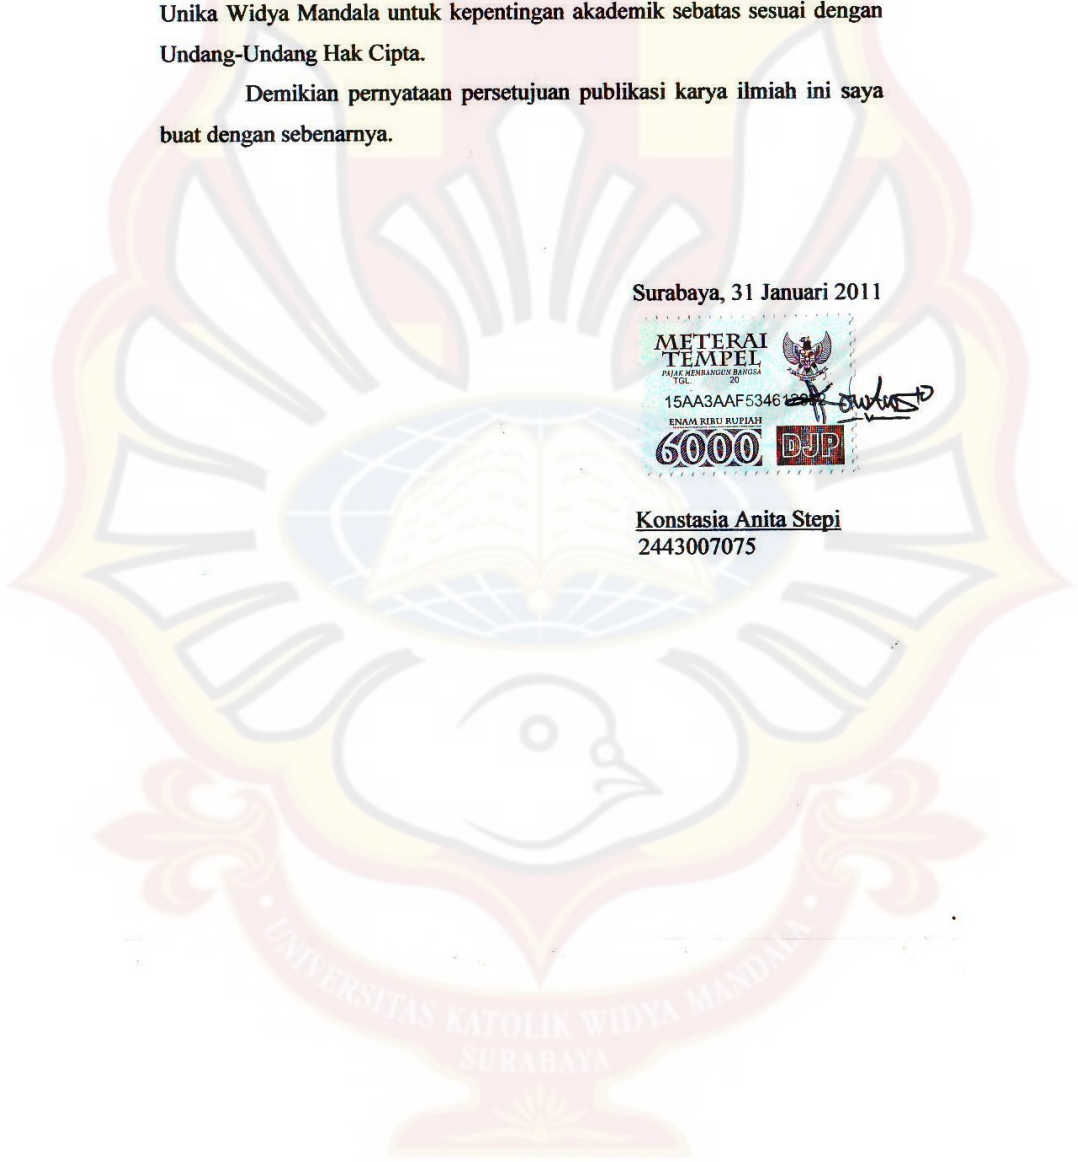 Unika Widya Mandala untuk kepentingan akademik sebatas sesuai dengan
Undang-Undang Hak Cipta.
Demikian pernyataan persetujuan publikasi karya ilmiah ini saya
buat dengan sebenarnya.
Surabaya, 31 Januari 2011
METERAI
TEMPEL
PAJAK MEMBANGUN BANGSA
TGL. 20
ENAM RIBU RUPIAH
6000 DJP
Konstasia Anita Stepi
2443007075
UNIVERSITAS KATOLIK WIDYA MANDALA
SURABAYA